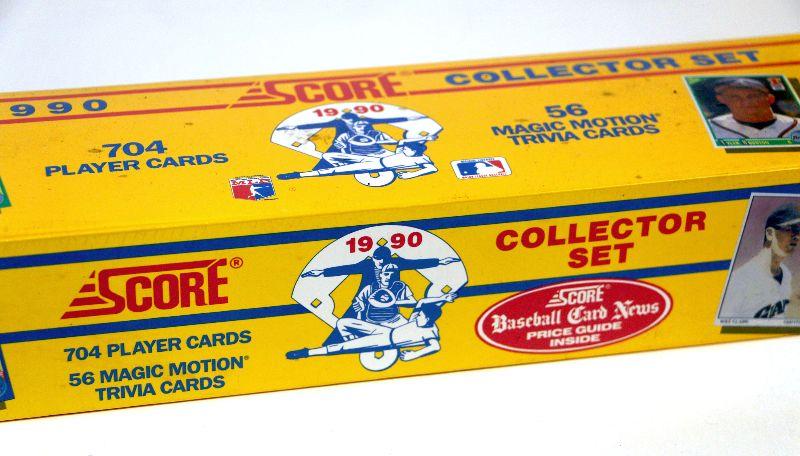 990
SCORE®
COLLECTOR SET
704
PLAYER CARDS
19 90
56
MAGIC MOTION®
TRIVIA CARDS
SCORE®
19 90
COLLECTOR
SET
704 PLAYER CARDS
56 MAGIC MOTION®
TRIVIA CARDS
SCORE®
Baseball Card News
PRICE GUIDE
INSIDE